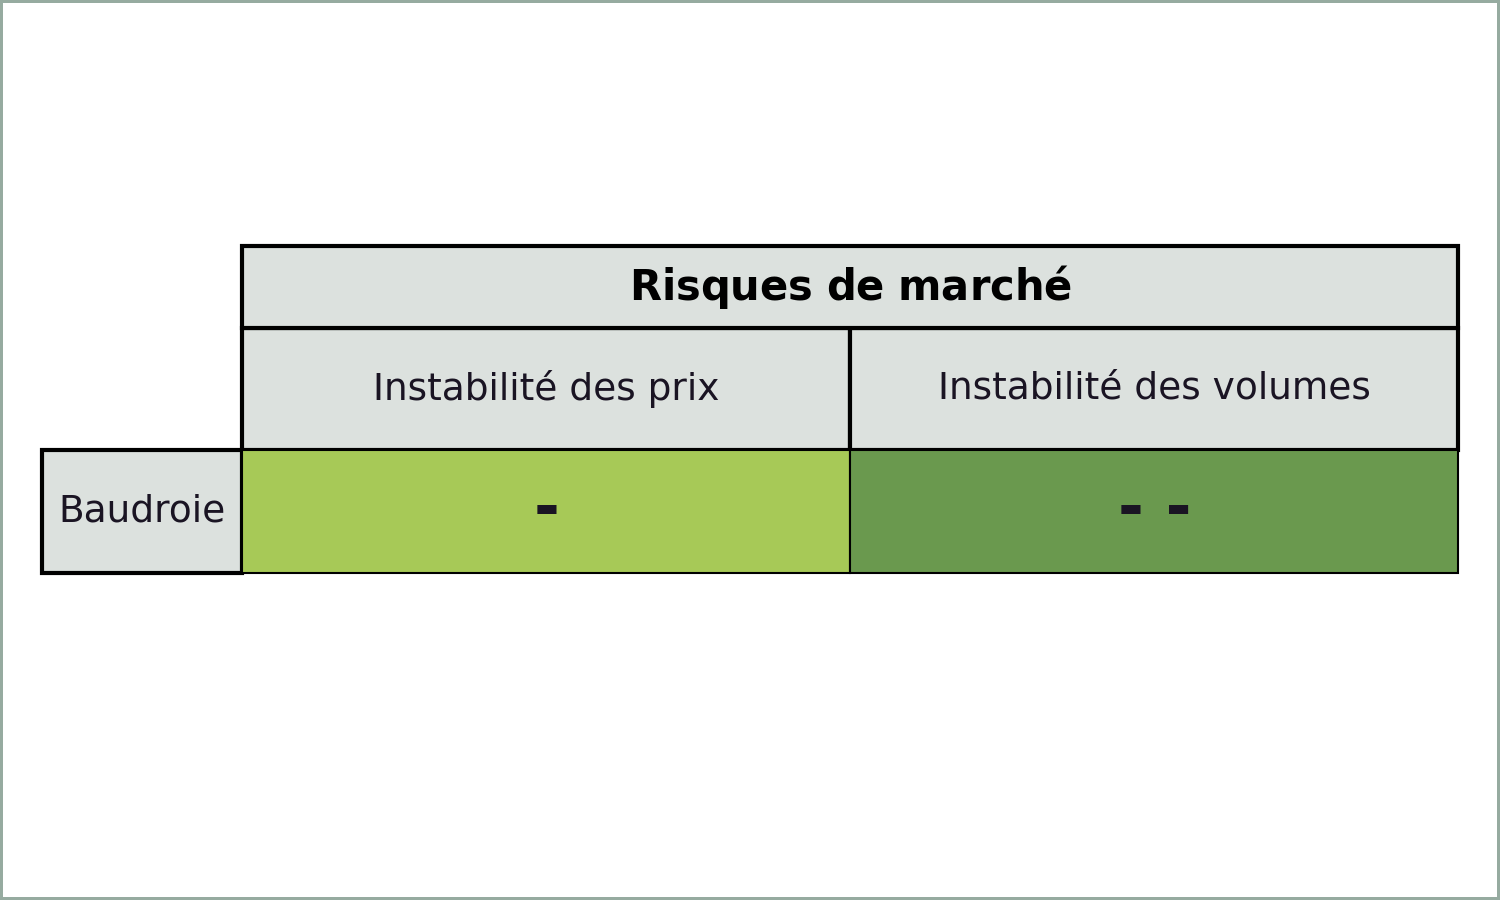 Risques de marché
Instabilité des prix
Instabilité des volumes
Baudroie
-
- -